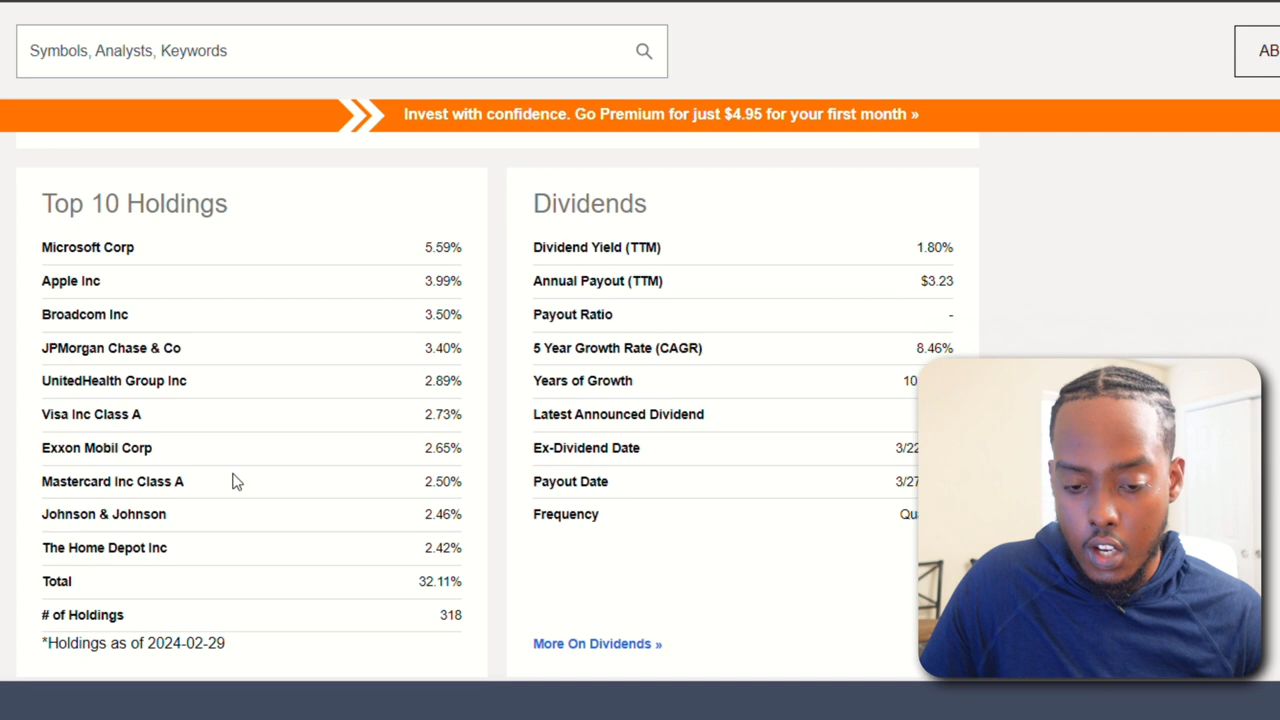 Symbols, Analysts, Keywords
AB
Invest with confidence. Go Premium for just $4.95 for your first month »
Top 10 Holdings
Microsoft Corp 5.59%
Apple Inc 3.99%
Broadcom Inc 3.50%
JPMorgan Chase & Co 3.40%
UnitedHealth Group Inc 2.89%
Visa Inc Class A 2.73%
Exxon Mobil Corp 2.65%
Mastercard Inc Class A 2.50%
Johnson & Johnson 2.46%
The Home Depot Inc 2.42%
Total 32.11%
# of Holdings 318
*Holdings as of 2024-02-29
Dividends
Dividend Yield (TTM) 1.80%
Annual Payout (TTM) $3.23
Payout Ratio -
5 Year Growth Rate (CAGR) 8.46%
Years of Growth 10
Latest Announced Dividend
Ex-Dividend Date 3/22
Payout Date 3/27
Frequency Qu
More On Dividends »